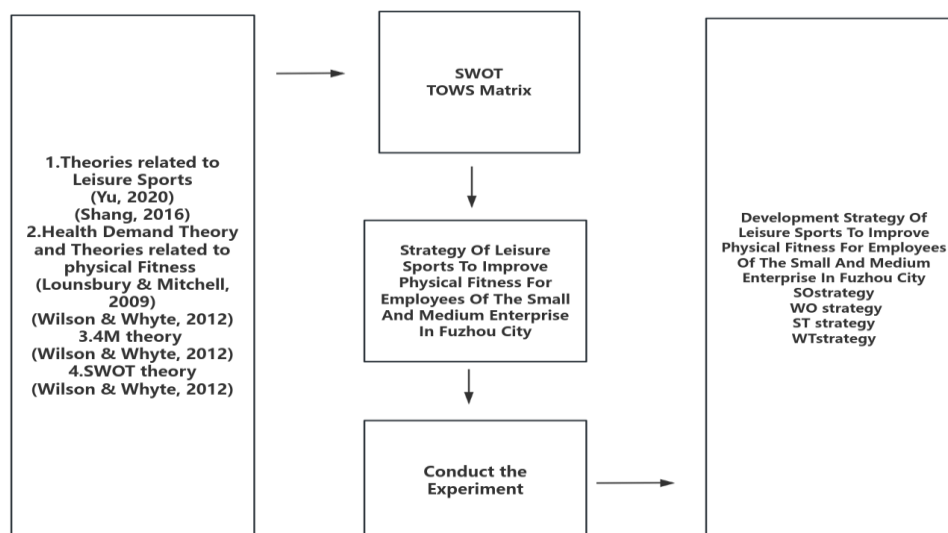 1.Theories related to
Leisure Sports
(Yu, 2020)
(Shang, 2016)
2.Health Demand Theory
and Theories related to
physical Fitness
(Lounsbury & Mitchell,
2009)
(Wilson & Whyte, 2012)
3.4M theory
(Wilson & Whyte, 2012)
4.SWOT theory
(Wilson & Whyte, 2012)
SWOT
TOWS Matrix
Strategy Of Leisure
Sports To Improve
Physical Fitness For
Employees Of The Small
And Medium Enterprise
In Fuzhou City
Conduct the
Experiment
Development Strategy Of
Leisure Sports To Improve
Physical Fitness For Employees
Of The Small And Medium
Enterprise In Fuzhou City
SOstrategy
WO strategy
ST strategy
WTstrategy